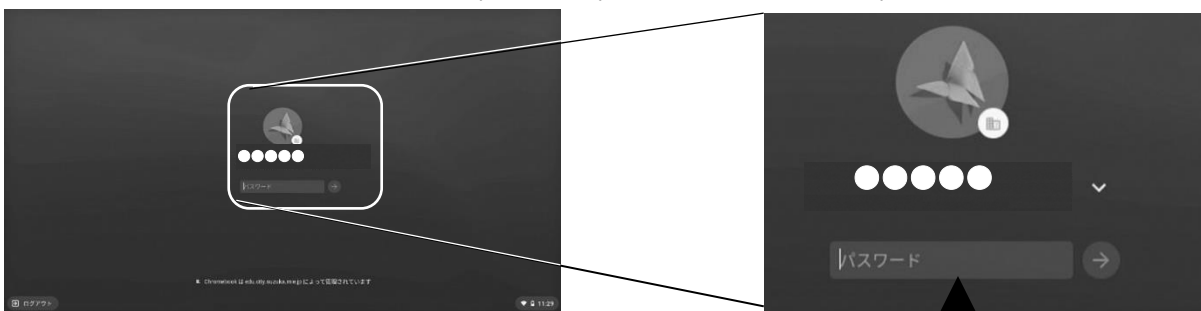 ●●●●●
パスワード
Chromebook は edu.city.suzuka.mie.jp によって管理されています
ログアウト
11:29
●●●●●
パスワード